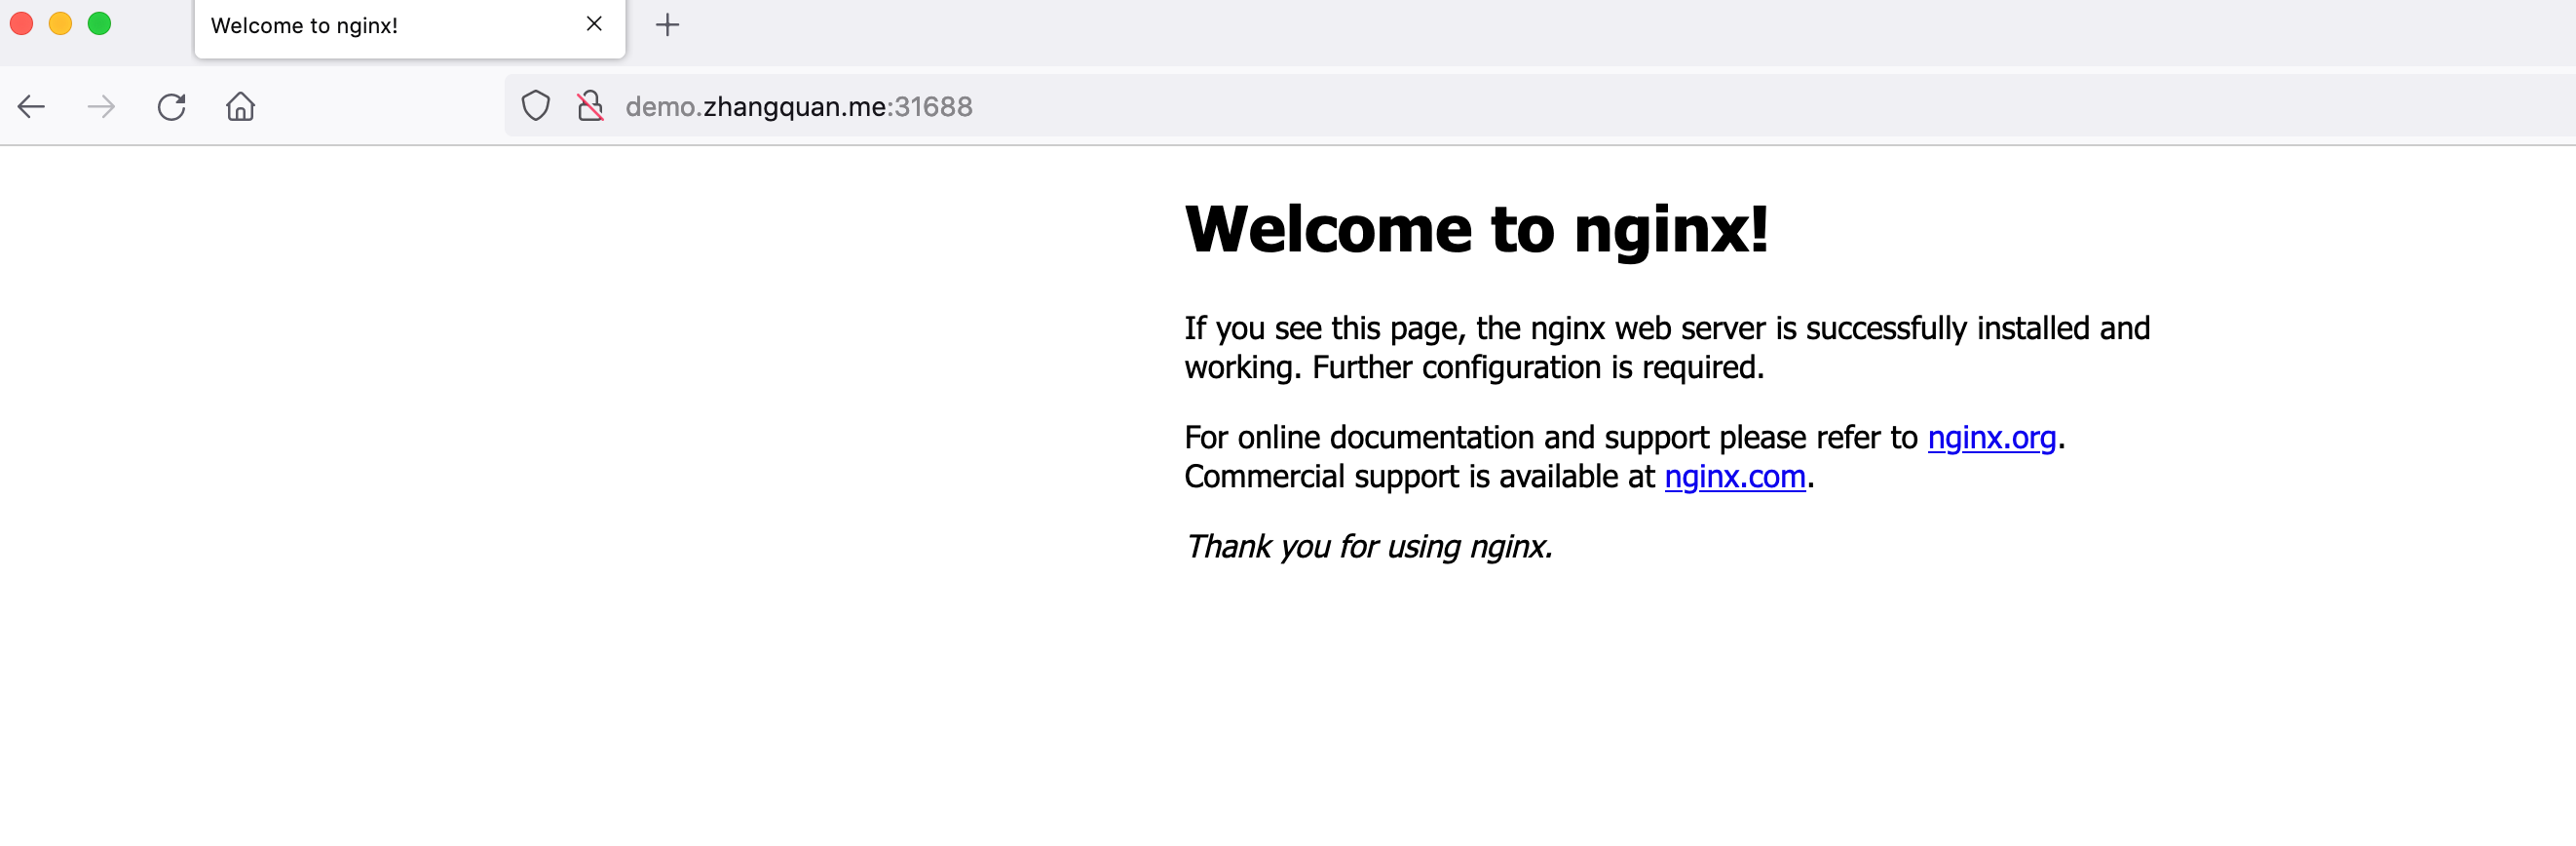 Welcome to nginx!
demo.zhangquan.me:31688
Welcome to nginx!
If you see this page, the nginx web server is successfully installed and
working. Further configuration is required.
For online documentation and support please refer to nginx.org.
Commercial support is available at nginx.com.
Thank you for using nginx.